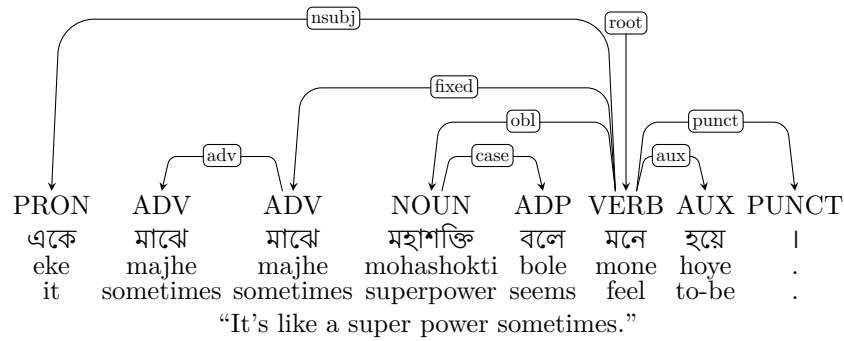 nsubj root
fixed
obl punct
adv case aux
PRON ADV ADV NOUN ADP VERB AUX PUNCT
একে মাঝে মাঝে মহাশক্তি বলে মনে হয়ে ।
eke majhe majhe mohashokti bole mone hoye .
it sometimes sometimes superpower seems feel to-be .
“It's like a super power sometimes.”